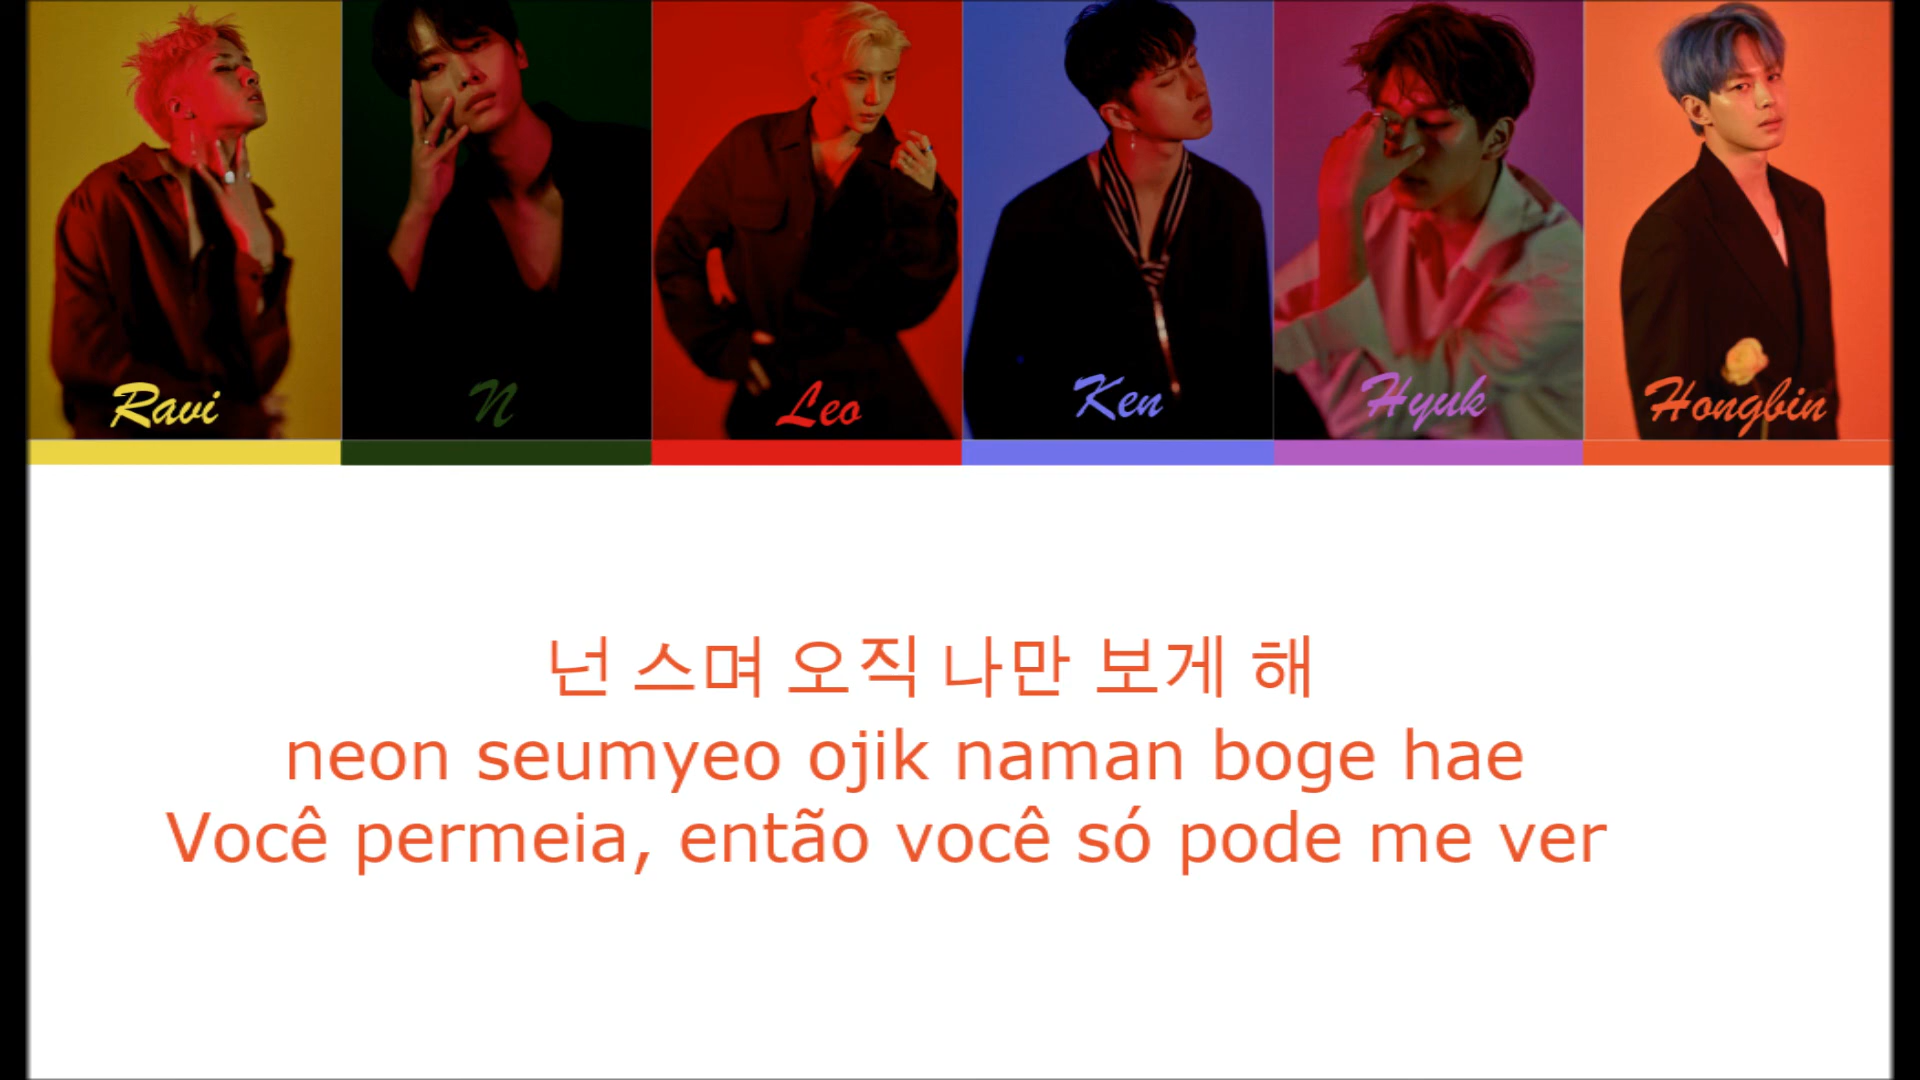 Ravi N Leo Ken Hyuk Hongbin
넌 스며 오직 나만 보게 해
neon seumyeo ojik naman boge hae
Você permeia, então você só pode me ver